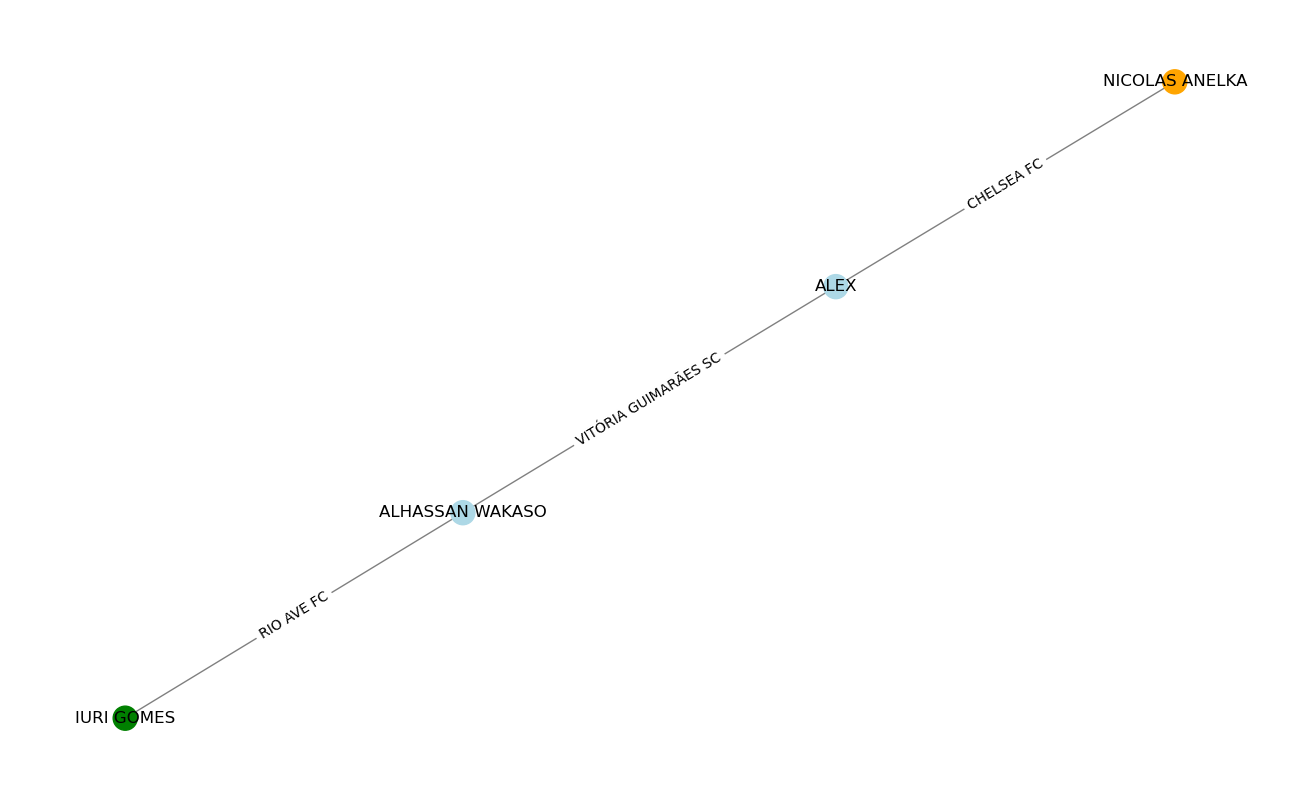 NICOLAS ANELKA
CHELSEA FC
ALEX
VITÓRIA GUIMARÃES SC
ALHASSAN WAKASO
RIO AVE FC
IURI GOMES